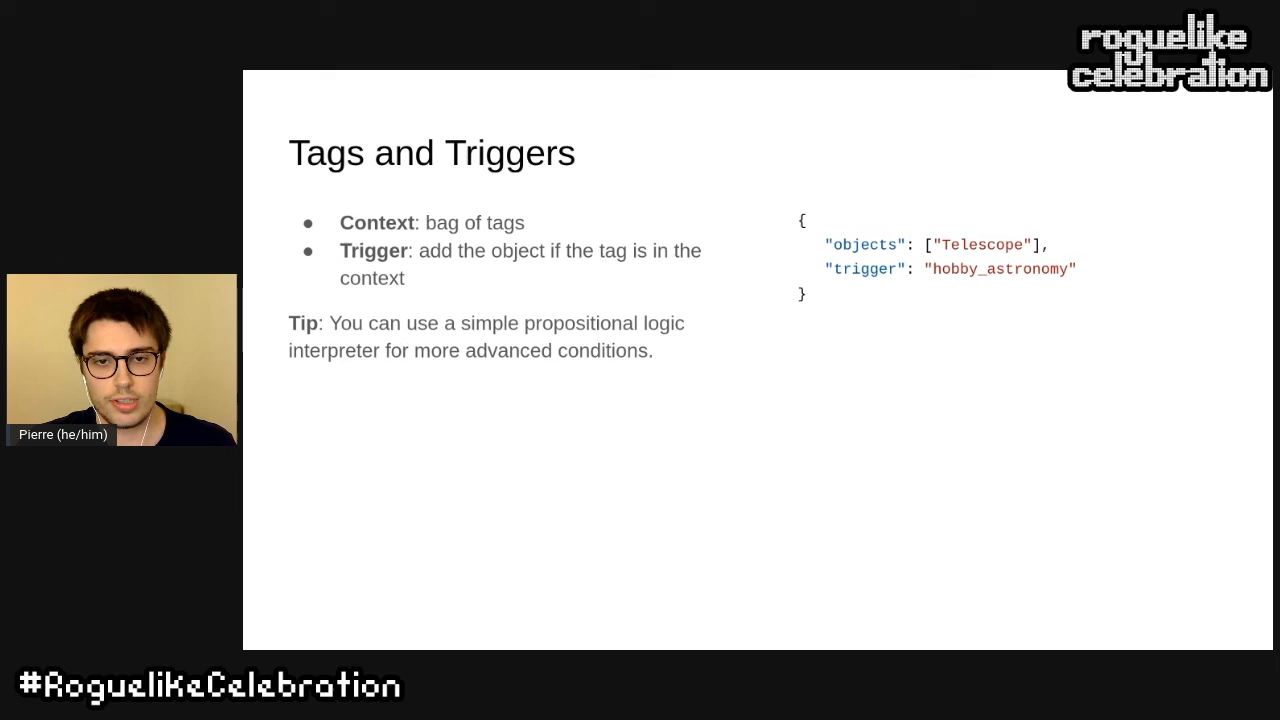 roguelike
celebration
Tags and Triggers
● Context: bag of tags
● Trigger: add the object if the tag is in the
context
Tip: You can use a simple propositional logic
interpreter for more advanced conditions.
{
"objects": ["Telescope"],
"trigger": "hobby_astronomy"
}
Pierre (he/him)
#RoguelikeCelebration